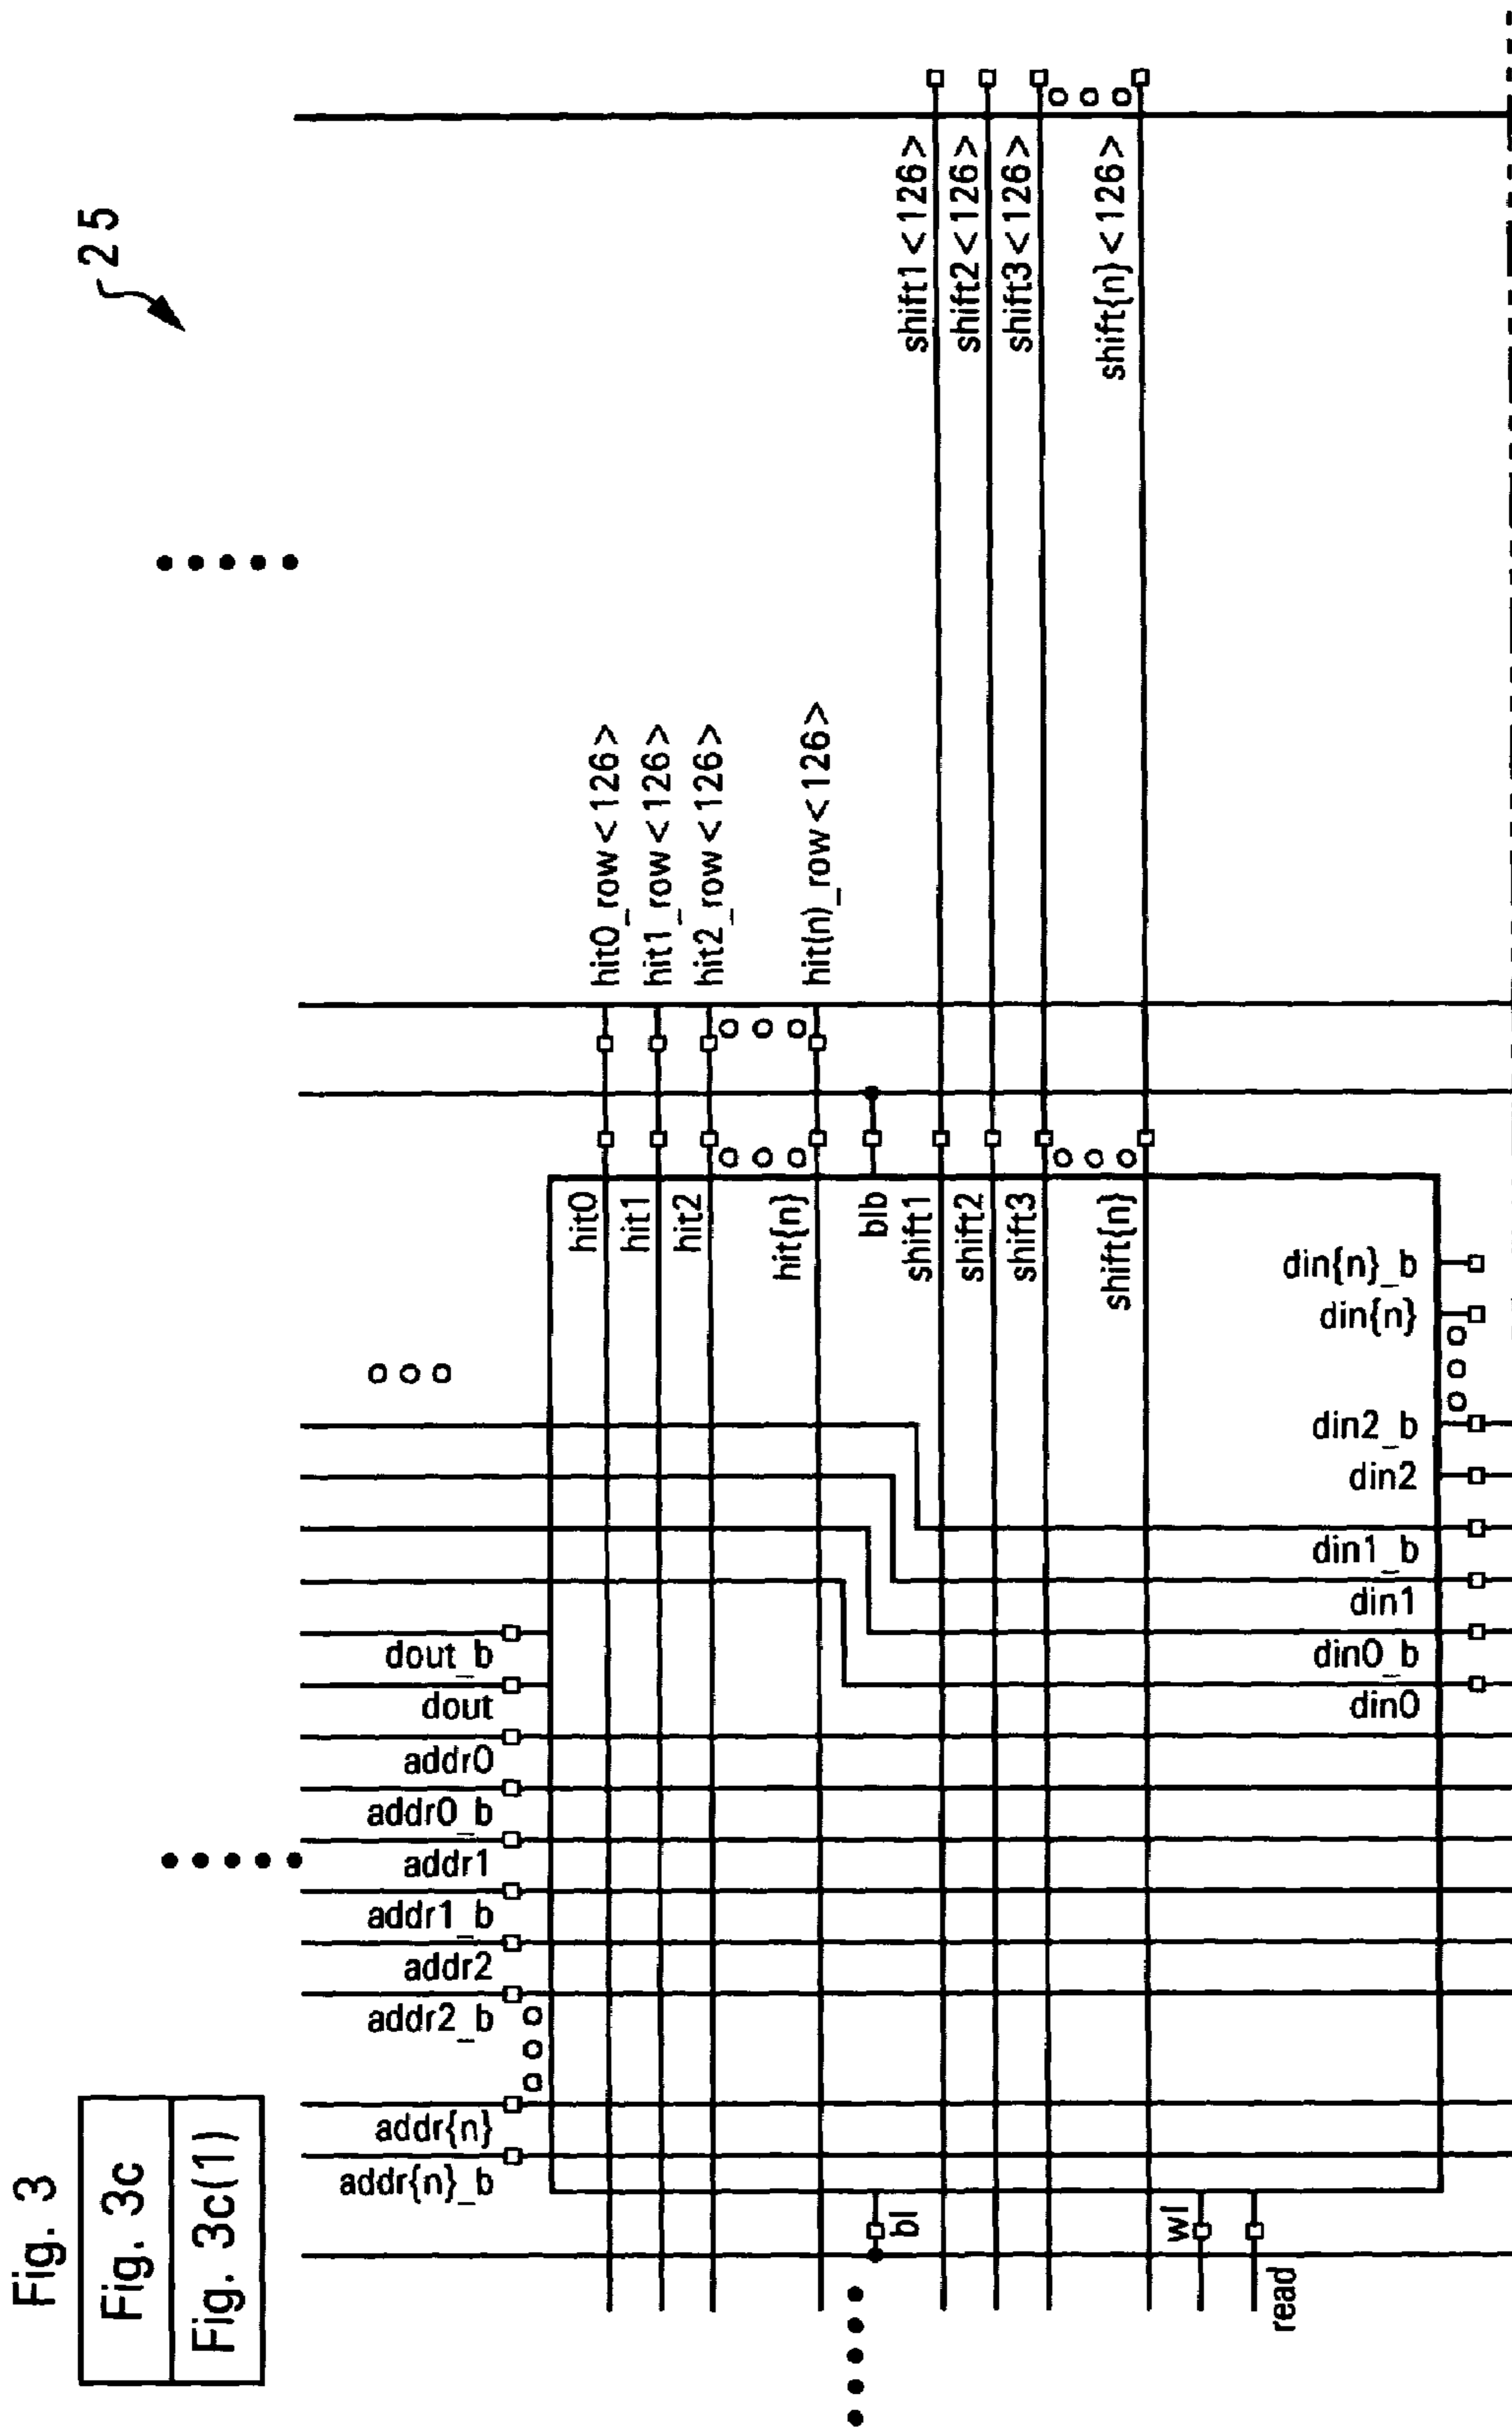 Fig. 3
Fig. 3c
Fig. 3c(1)
25
addr{n}_b
addr{n}
addr2_b
addr2
addr1_b
addr1
addr0_b
addr0
dout
dout_b
hit0
hit1
hit2
hit{n}
blb
shift1
shift2
shift3
shift{n}
hit0_row<126>
hit1_row<126>
hit2_row<126>
hit(n)_row<126>
shift1<126>
shift2<126>
shift3<126>
shift{n}<126>
bl
wl
read
din0
din0_b
din1
din1_b
din2
din2_b
din{n}
din{n}_b